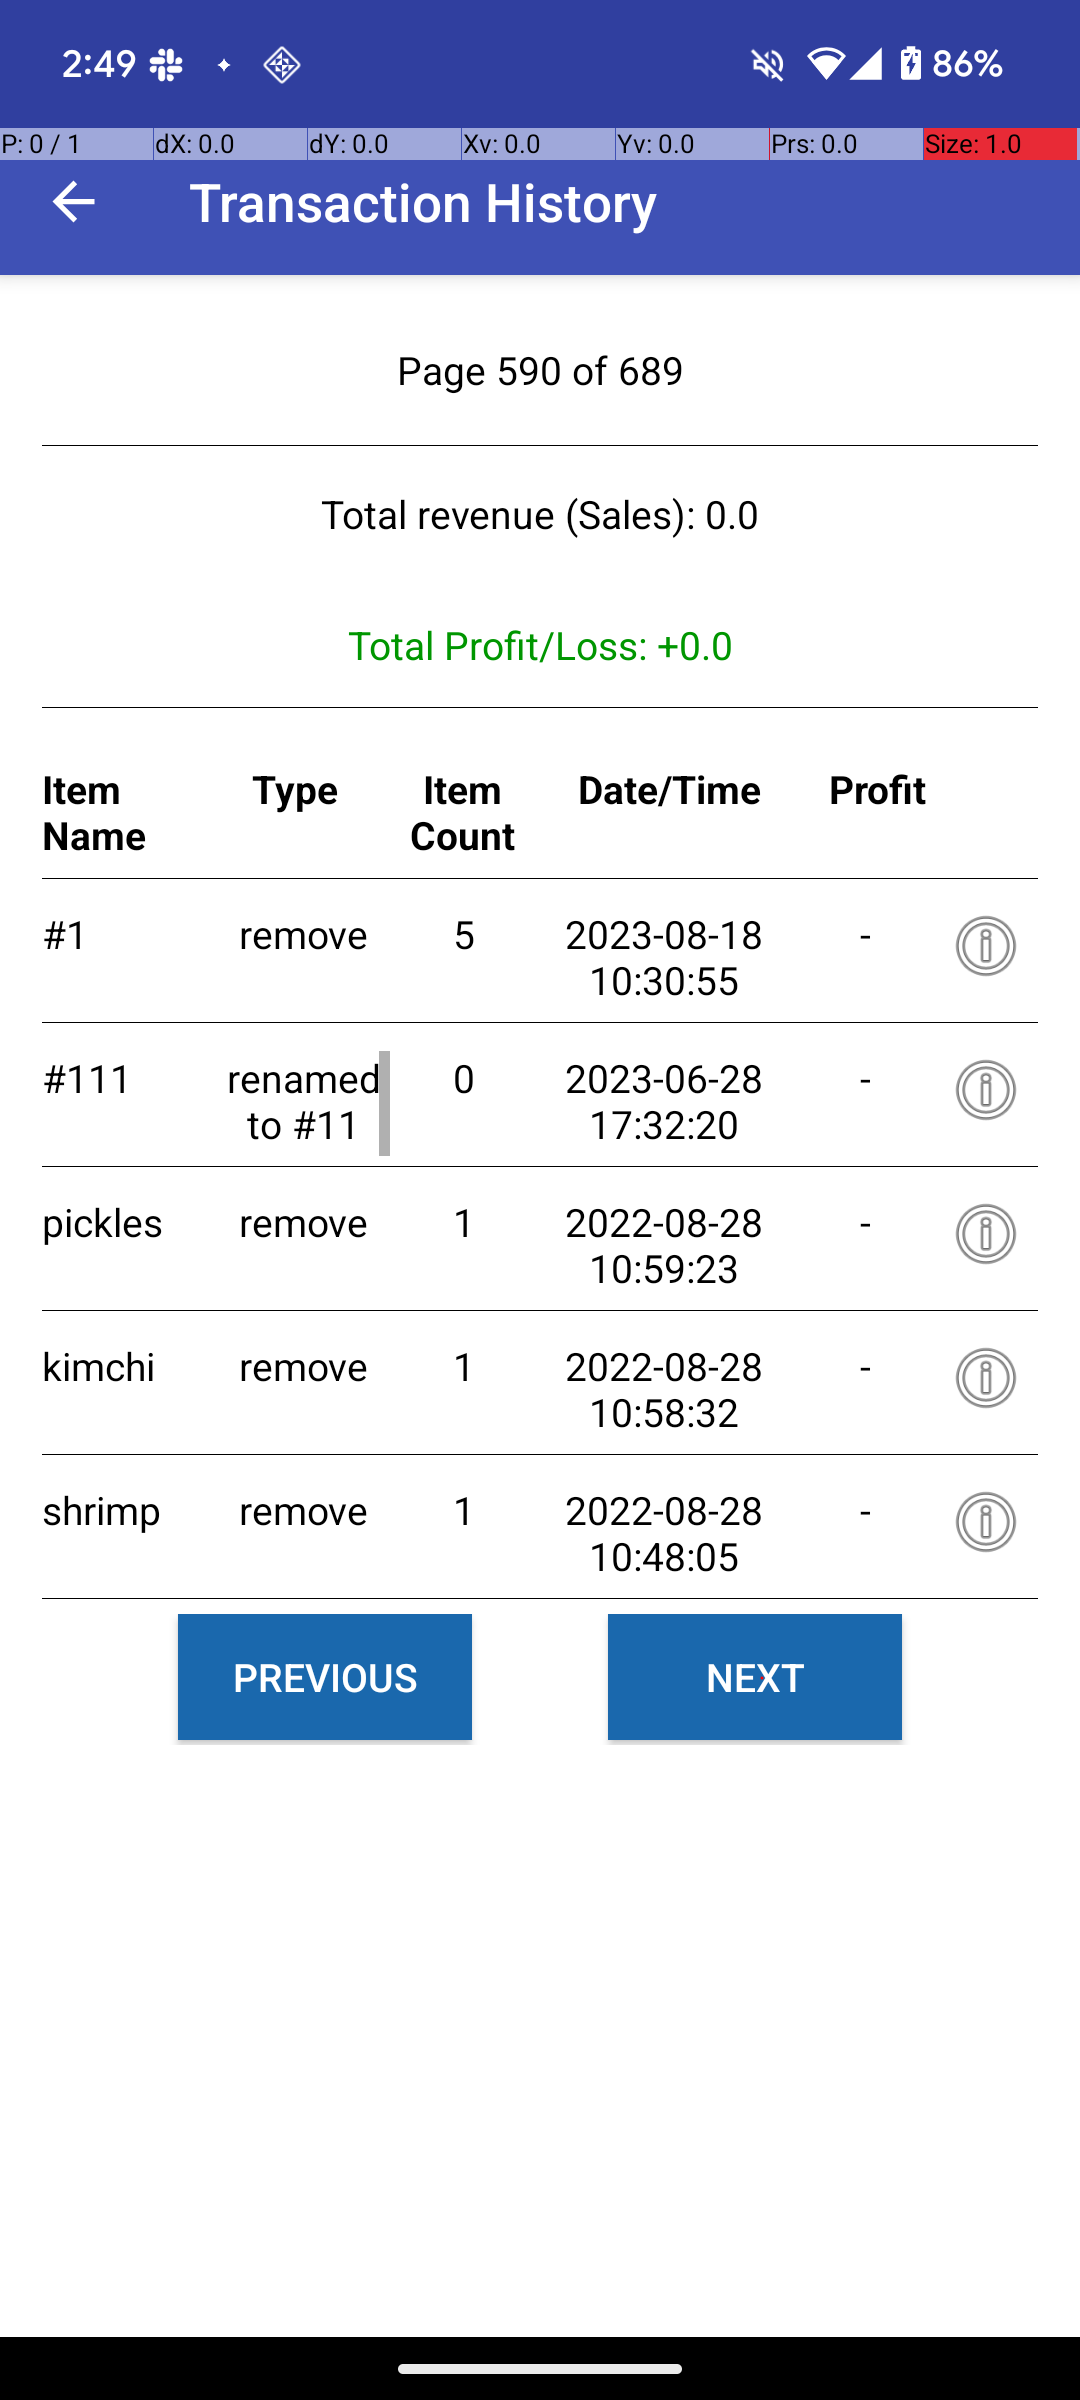 2:49
86%
P: 0 / 1 dX: 0.0 dY: 0.0 Xv: 0.0 Yv: 0.0 Prs: 0.0 Size: 1.0
Transaction History
Page 590 of 689
Total revenue (Sales): 0.0
Total Profit/Loss: +0.0
Item Name Type Item Count Date/Time Profit
#1 remove 5 2023-08-18 10:30:55 -
#111 renamed to #11 0 2023-06-28 17:32:20 -
pickles remove 1 2022-08-28 10:59:23 -
kimchi remove 1 2022-08-28 10:58:32 -
shrimp remove 1 2022-08-28 10:48:05 -
PREVIOUS NEXT